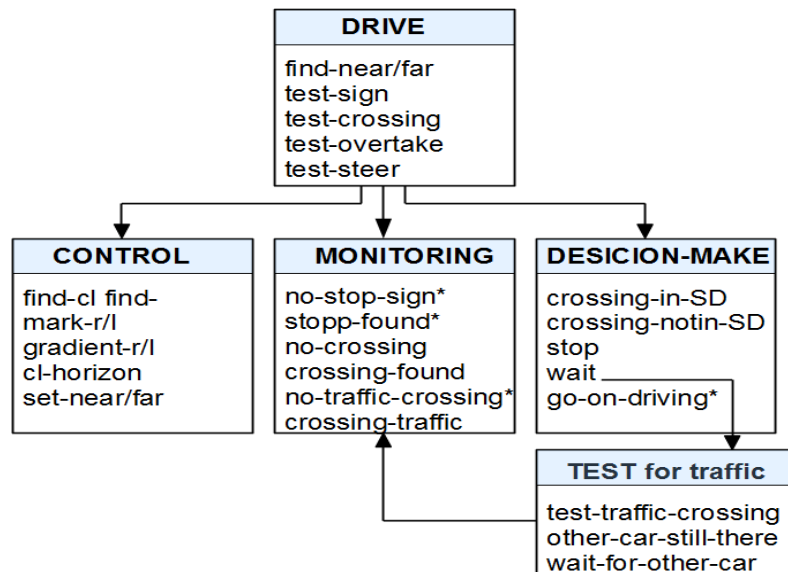 DRIVE
find-near/far
test-sign
test-crossing
test-overtake
test-steer
CONTROL
find-cl find-
mark-r/l
gradient-r/l
cl-horizon
set-near/far
MONITORING
no-stop-sign*
stopp-found*
no-crossing
crossing-found
no-traffic-crossing*
crossing-traffic
DESICION-MAKE
crossing-in-SD
crossing-notin-SD
stop
wait
go-on-driving*
TEST for traffic
test-traffic-crossing
other-car-still-there
wait-for-other-car